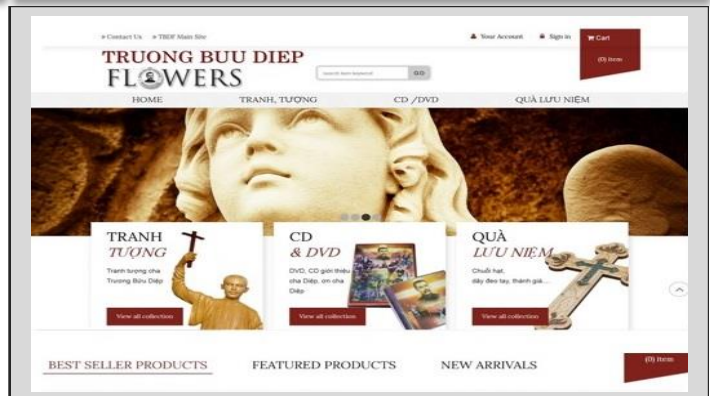 » Contact Us » TBDF Main Site
Your Account Sign in Cart
(0) item
TRUONG BUU DIEP
FLOWERS
search item keyword GO
HOME TRANH, TƯỢNG CD /DVD QUÀ LƯU NIỆM
TRANH
TƯỢNG
Tranh tượng cha
Trương Bửu Diệp
View all collection
CD
& DVD
DVD, CD giới thiệu
cha Diệp, ơn cha
Diệp
View all collection
QUÀ
LƯU NIỆM
Chuỗi hạt,
dây đeo tay, thánh giá....
View all collection
BEST SELLER PRODUCTS FEATURED PRODUCTS NEW ARRIVALS
(0) item